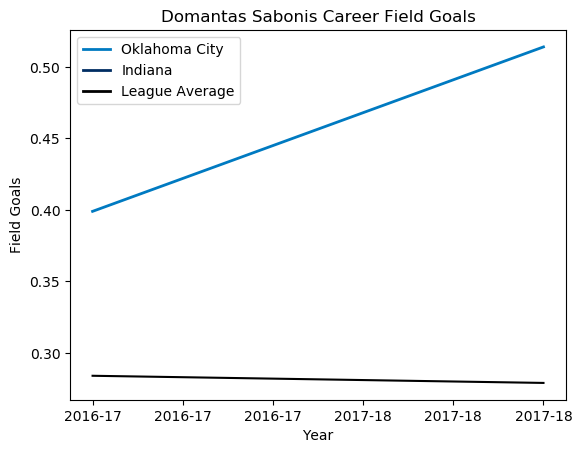 Domantas Sabonis Career Field Goals
Oklahoma City
Indiana
League Average
0.50
0.45
0.40
0.35
0.30
Field Goals
2016-17 2016-17 2016-17 2017-18 2017-18 2017-18
Year